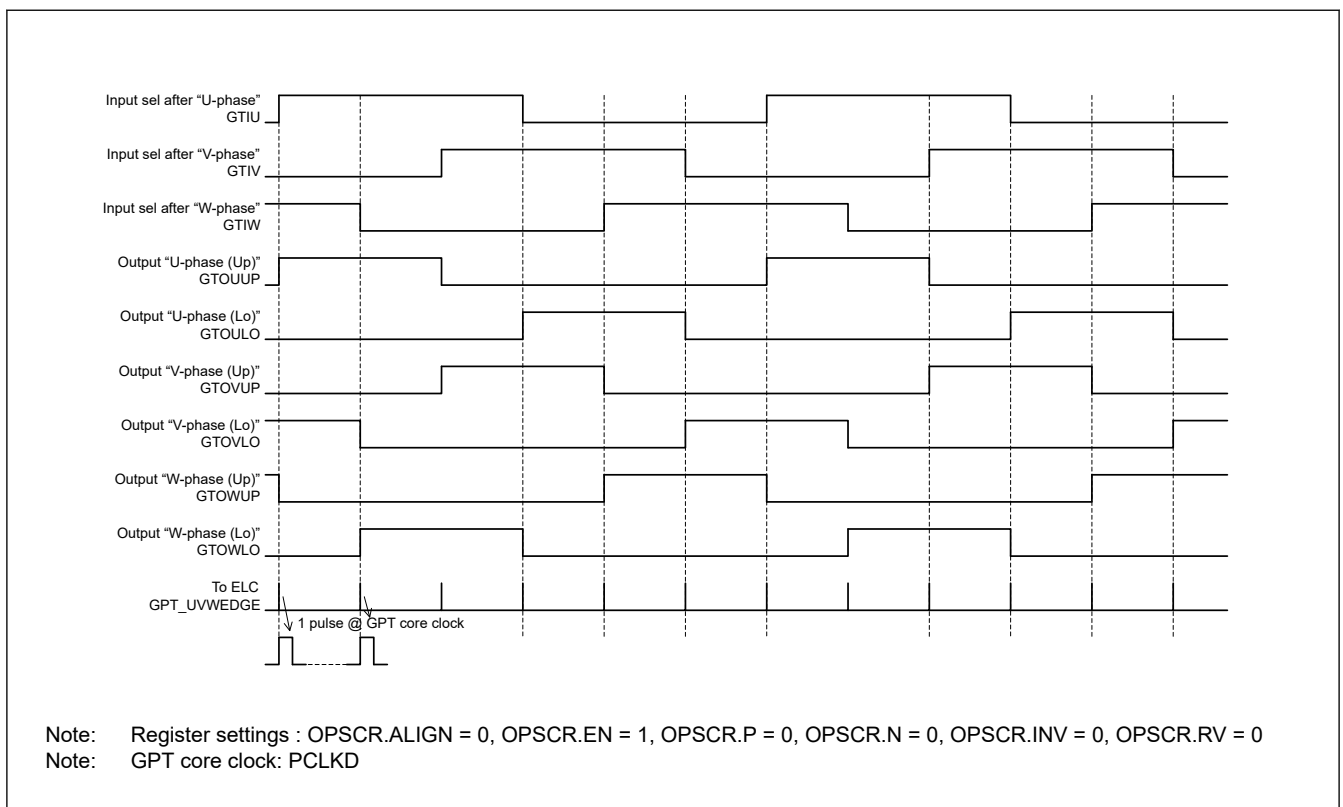 Input sel after “U-phase”
GTIU
Input sel after “V-phase”
GTIV
Input sel after “W-phase”
GTIW
Output “U-phase (Up)”
GTOUUP
Output “U-phase (Lo)”
GTOULO
Output “V-phase (Up)”
GTOVUP
Output “V-phase (Lo)”
GTOVLO
Output “W-phase (Up)”
GTOWUP
Output “W-phase (Lo)”
GTOWLO
To ELC
GPT_UVWEDGE
1 pulse @ GPT core clock
Note: Register settings : OPSCR.ALIGN = 0, OPSCR.EN = 1, OPSCR.P = 0, OPSCR.N = 0, OPSCR.INV = 0, OPSCR.RV = 0
Note: GPT core clock: PCLKD